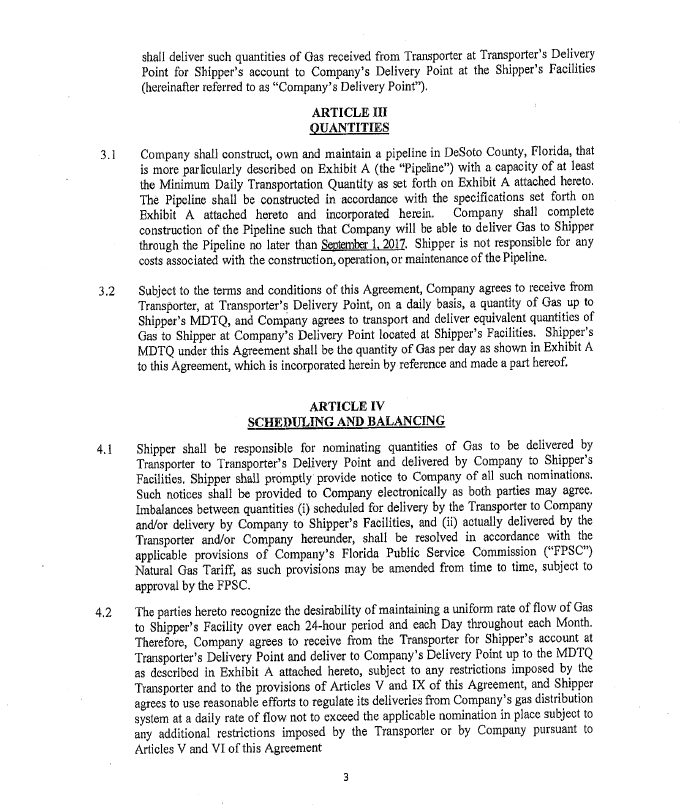 shall deliver such quantities of Gas received from Transporter at Transporter's Delivery
Point for Shipper's account to Company's Delivery Point at the Shipper's Facilities
(hereinafter referred to as "Company's Delivery Point").
ARTICLE III
QUANTITIES
3.1 Company shall construct, own and maintain a pipeline in DeSoto County, Florida, that
is more particularly described on Exhibit A (the "Pipeline") with a capacity of at least
the Minimum Daily Transportation Quantity as set forth on Exhibit A attached hereto.
The Pipeline shall be constructed in accordance with the specifications set forth on
Exhibit A attached hereto and incorporated herein. Company shall complete
construction of the Pipeline such that Company will be able to deliver Gas to Shipper
through the Pipeline no later than September 1, 2017. Shipper is not responsible for any
costs associated with the construction, operation, or maintenance of the Pipeline.
3.2 Subject to the terms and conditions of this Agreement, Company agrees to receive from
Transporter, at Transporter's Delivery Point, on a daily basis, a quantity of Gas up to
Shipper's MDTQ, and Company agrees to transport and deliver equivalent quantities of
Gas to Shipper at Company's Delivery Point located at Shipper's Facilities. Shipper's
MDTQ under this Agreement shall be the quantity of Gas per day as shown in Exhibit A
to this Agreement, which is incorporated herein by reference and made a part hereof.
ARTICLE IV
SCHEDULING AND BALANCING
4.1 Shipper shall be responsible for nominating quantities of Gas to be delivered by
Transporter to Transporter's Delivery Point and delivered by Company to Shipper's
Facilities. Shipper shall promptly provide notice to Company of all such nominations.
Such notices shall be provided to Company electronically as both parties may agree.
Imbalances between quantities (i) scheduled for delivery by the Transporter to Company
and/or delivery by Company to Shipper's Facilities, and (ii) actually delivered by the
Transporter and/or Company hereunder, shall be resolved in accordance with the
applicable provisions of Company's Florida Public Service Commission ("FPSC")
Natural Gas Tariff, as such provisions may be amended from time to time, subject to
approval by the FPSC.
4.2 The parties hereto recognize the desirability of maintaining a uniform rate of flow of Gas
to Shipper's Facility over each 24-hour period and each Day throughout each Month.
Therefore, Company agrees to receive from the Transporter for Shipper's account at
Transporter's Delivery Point and deliver to Company's Delivery Point up to the MDTQ
as described in Exhibit A attached hereto, subject to any restrictions imposed by the
Transporter and to the provisions of Articles V and IX of this Agreement, and Shipper
agrees to use reasonable efforts to regulate its deliveries from Company's gas distribution
system at a daily rate of flow not to exceed the applicable nomination in place subject to
any additional restrictions imposed by the Transporter or by Company pursuant to
Articles V and VI of this Agreement
3